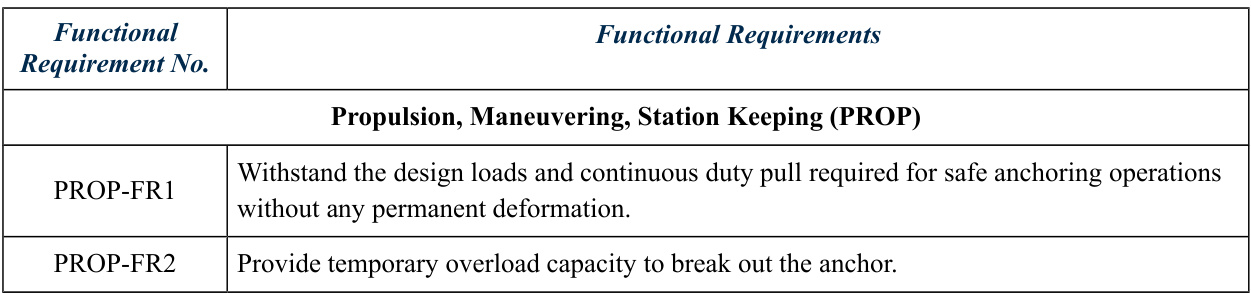 Functional
Requirement No.
Functional Requirements
Propulsion, Maneuvering, Station Keeping (PROP)
PROP-FR1
Withstand the design loads and continuous duty pull required for safe anchoring operations
without any permanent deformation.
PROP-FR2
Provide temporary overload capacity to break out the anchor.